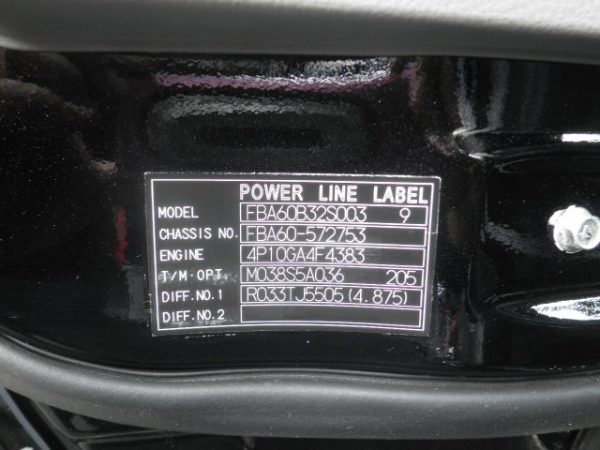 POWER LINE LABEL
MODEL FBA60B32S003 9
CHASSIS NO. FBA60-572753
ENGINE 4P10GA4F4383
T/M·OPT. M038S5A036 205
DIFF.NO.1 R033TJ5505(4.875)
DIFF.NO.2